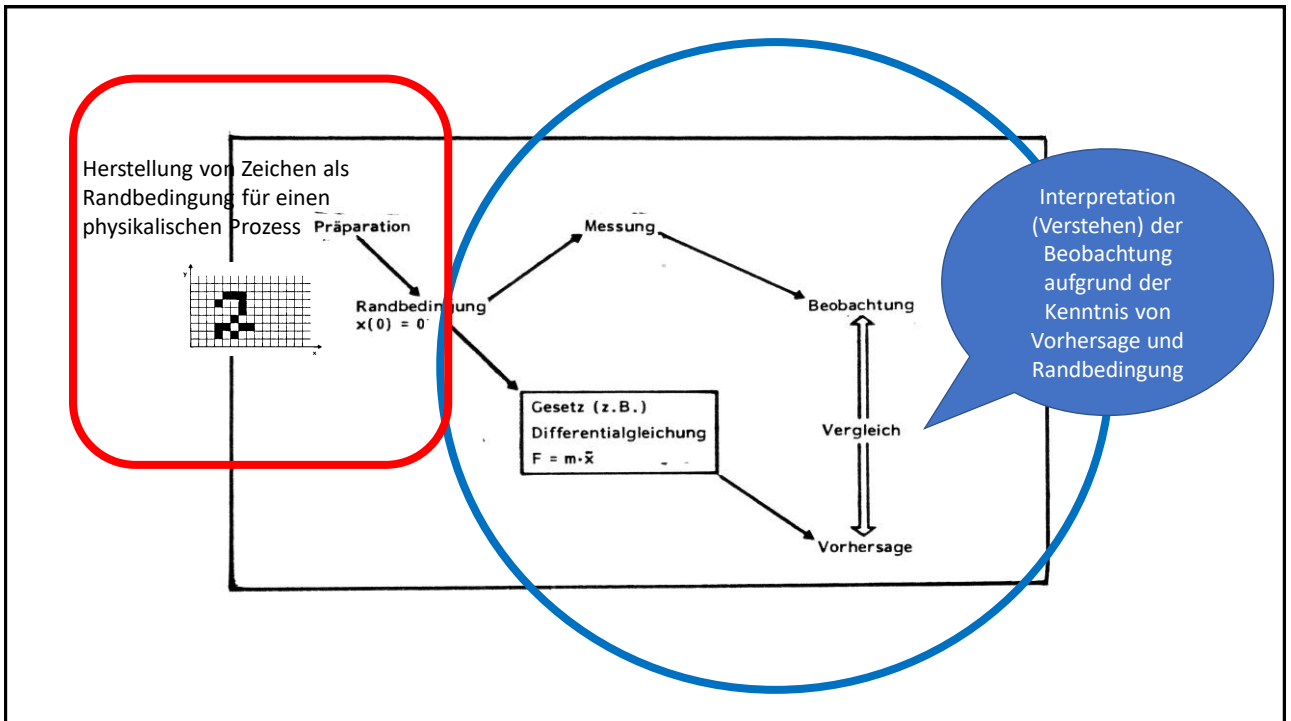 Herstellung von Zeichen als
Randbedingung für einen
physikalischen Prozess
Präparation
Randbedingung
x(0) = 0
Messung
Beobachtung
Gesetz (z.B.)
Differentialgleichung
F = m·ẍ
Vergleich
Vorhersage
Interpretation
(Verstehen) der
Beobachtung
aufgrund der
Kenntnis von
Vorhersage und
Randbedingung
y
x